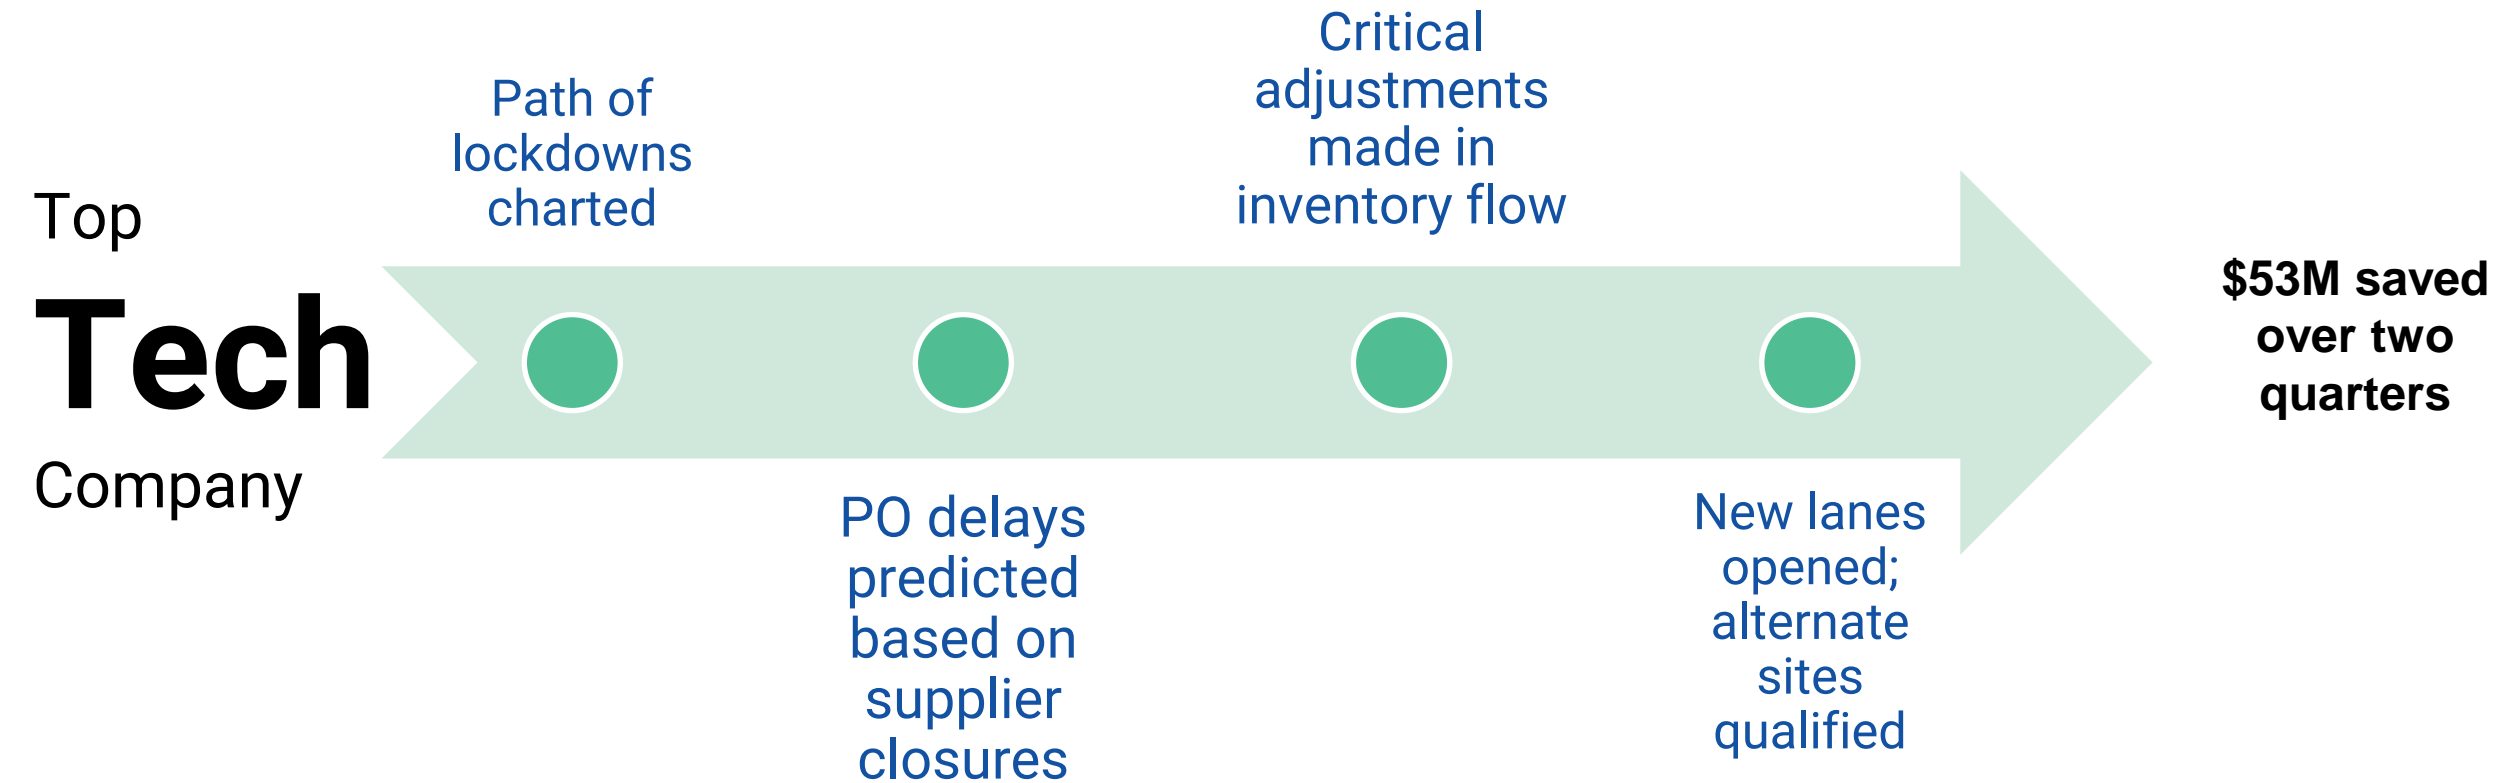 Top
Tech
Company
Path of
lockdowns
charted
PO delays
predicted
based on
supplier
closures
Critical
adjustments
made in
inventory flow
New lanes
opened;
alternate
sites
qualified
$53M saved
over two
quarters